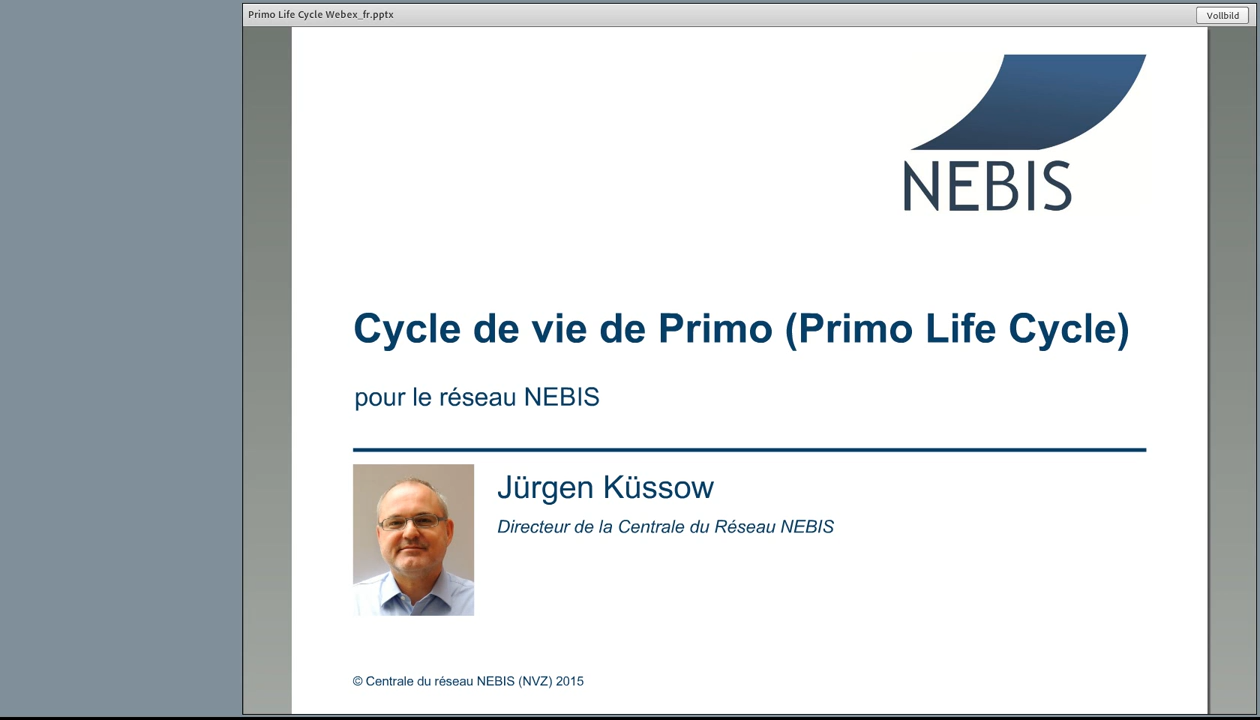 Primo Life Cycle Webex_fr.pptx
Vollbild
NEBIS
Cycle de vie de Primo (Primo Life Cycle)
pour le réseau NEBIS
Jürgen Küssow
Directeur de la Centrale du Réseau NEBIS
© Centrale du réseau NEBIS (NVZ) 2015